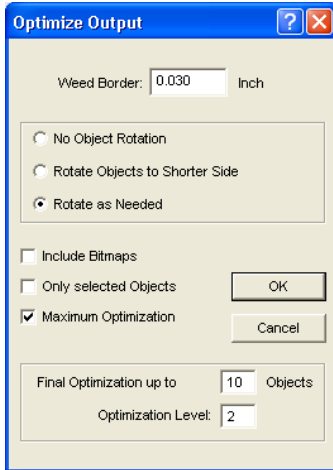 Optimize Output
Weed Border: 0.030 Inch
No Object Rotation
Rotate Objects to Shorter Side
Rotate as Needed
Include Bitmaps
Only selected Objects
OK
Maximum Optimization
Cancel
Final Optimization up to 10 Objects
Optimization Level: 2